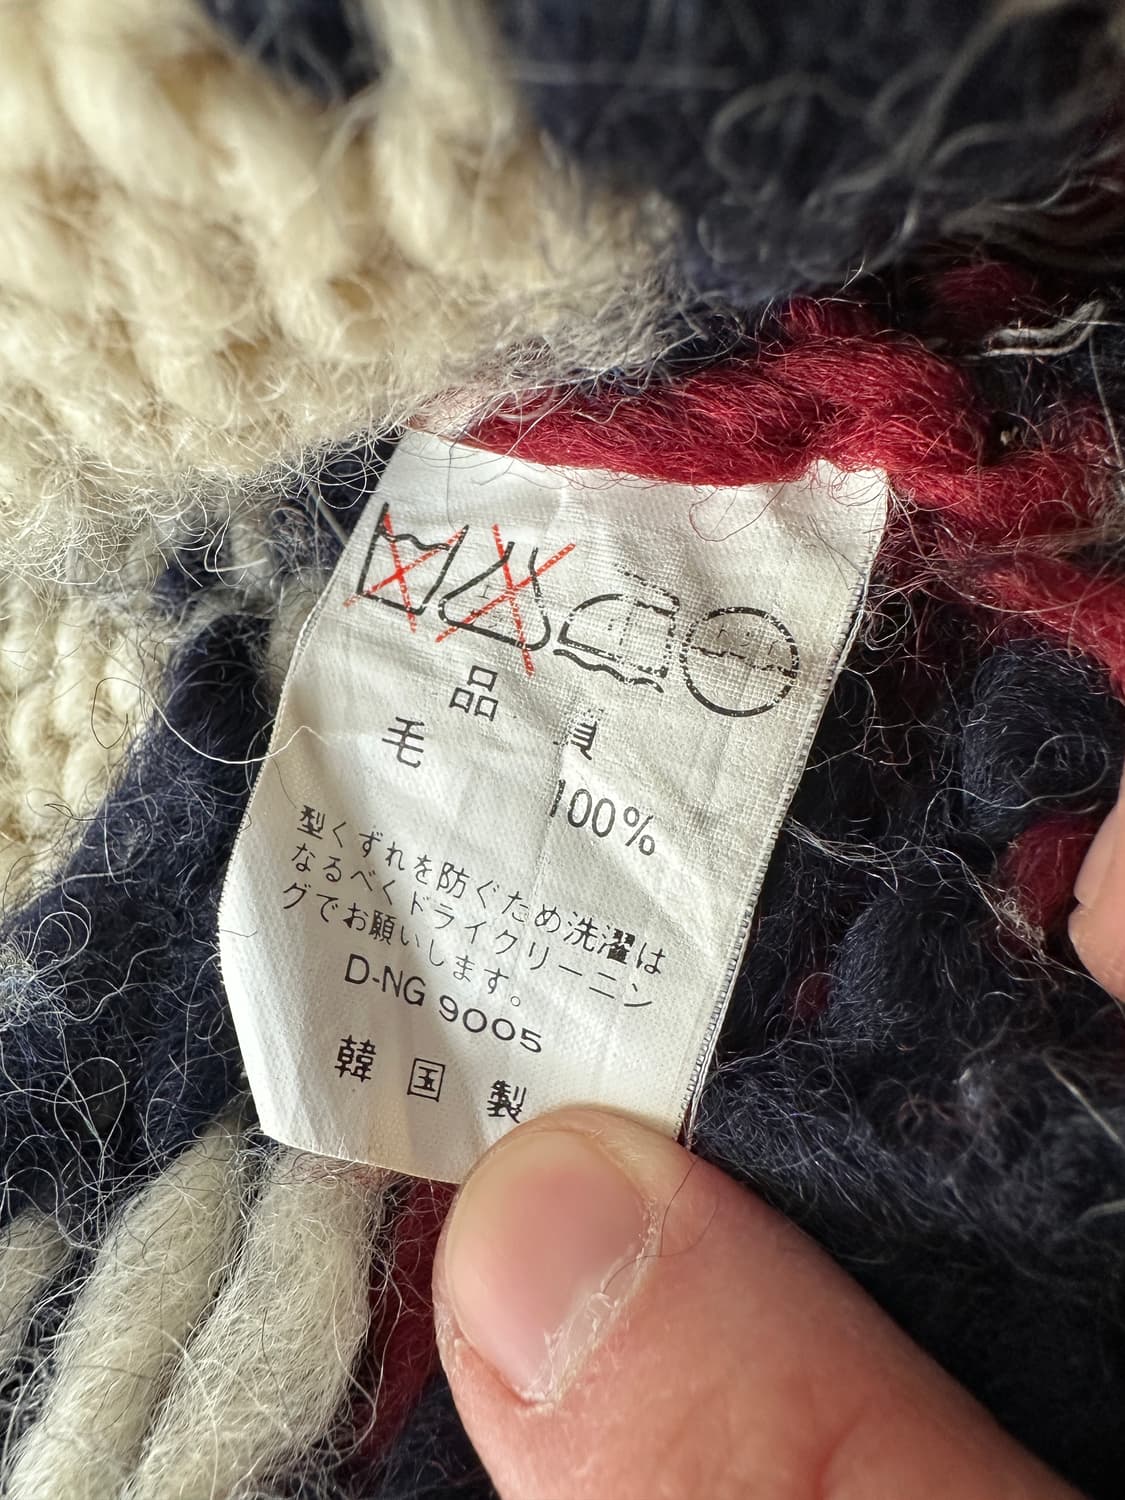 品 質
毛 100%
型くずれを防ぐため洗濯は
なるべくドライクリーニン
グでお願いします。
D-NG 9005
韓国製